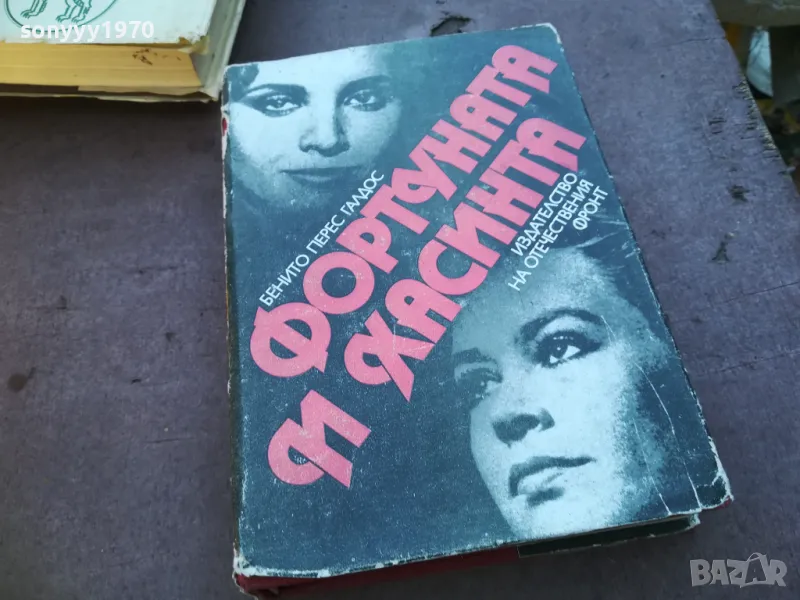 sonyyy1970
БЕНИТО ПЕРЕС ГАЛДОС
ФОРТУНАТА
И ХАСИНТА
ИЗДАТЕЛСТВО
НА ОТЕЧЕСТВЕНИЯ
ФРОНТ
BAZAR